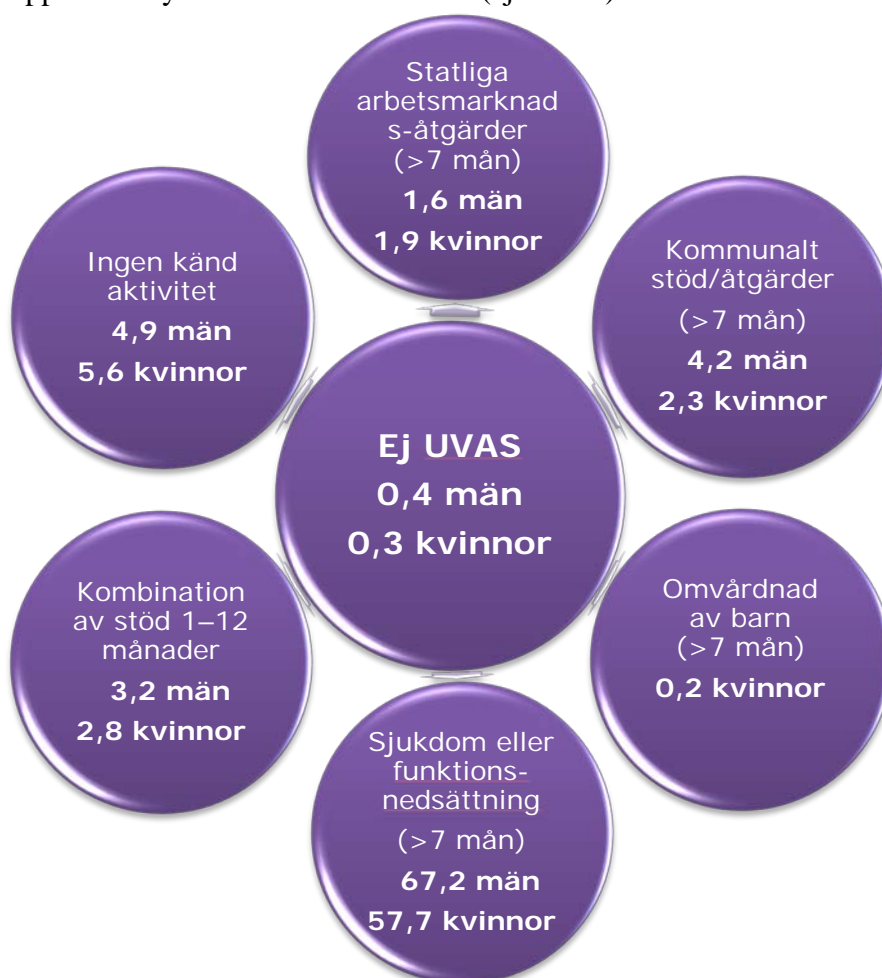 Statliga
arbetsmarknad
s-åtgärder
(>7 mån)
1,6 män
1,9 kvinnor
Kommunalt
stöd/åtgärder
(>7 mån)
4,2 män
2,3 kvinnor
Omvårdnad
av barn
(>7 mån)
0,2 kvinnor
Sjukdom eller
funktions-
nedsättning
(>7 mån)
67,2 män
57,7 kvinnor
Kombination
av stöd 1–12
månader
3,2 män
2,8 kvinnor
Ingen känd
aktivitet
4,9 män
5,6 kvinnor
Ej UVAS
0,4 män
0,3 kvinnor